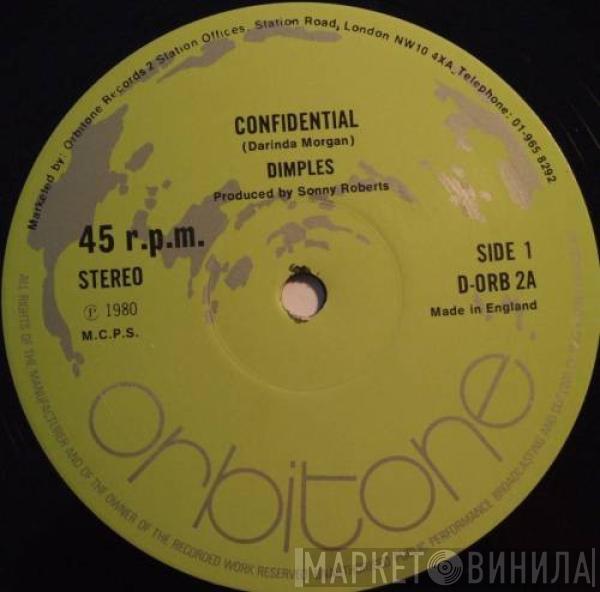 Marketed by: Orbitone Records 2 Station Offices, Station Road, London NW10 4XA, Telephone: 01-965 8292
CONFIDENTIAL
(Darinda Morgan)
DIMPLES
Produced by Sonny Roberts
45 r.p.m.
STEREO
℗ 1980
M.C.P.S.
SIDE 1
D-ORB 2A
Made in England
orbitone
ALL RIGHTS OF THE MANUFACTURER AND OF THE OWNER OF THE RECORDED WORK RESERVED PERFORMANCE BROADCASTING AND
МАРКЕТ ВИНИЛА